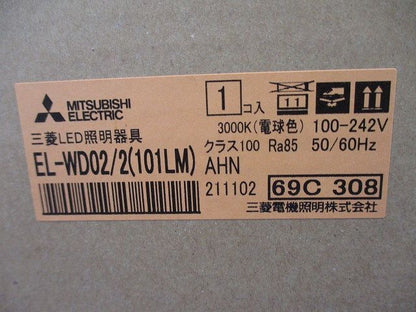 MITSUBISHI
ELECTRIC
1 コ入
11
三菱LED照明器具
3000K(電球色) 100-242V
クラス100 Ra85 50/60Hz
EL-WD02/2(101LM) AHN
211102 69C 308
三菱電機照明株式会社